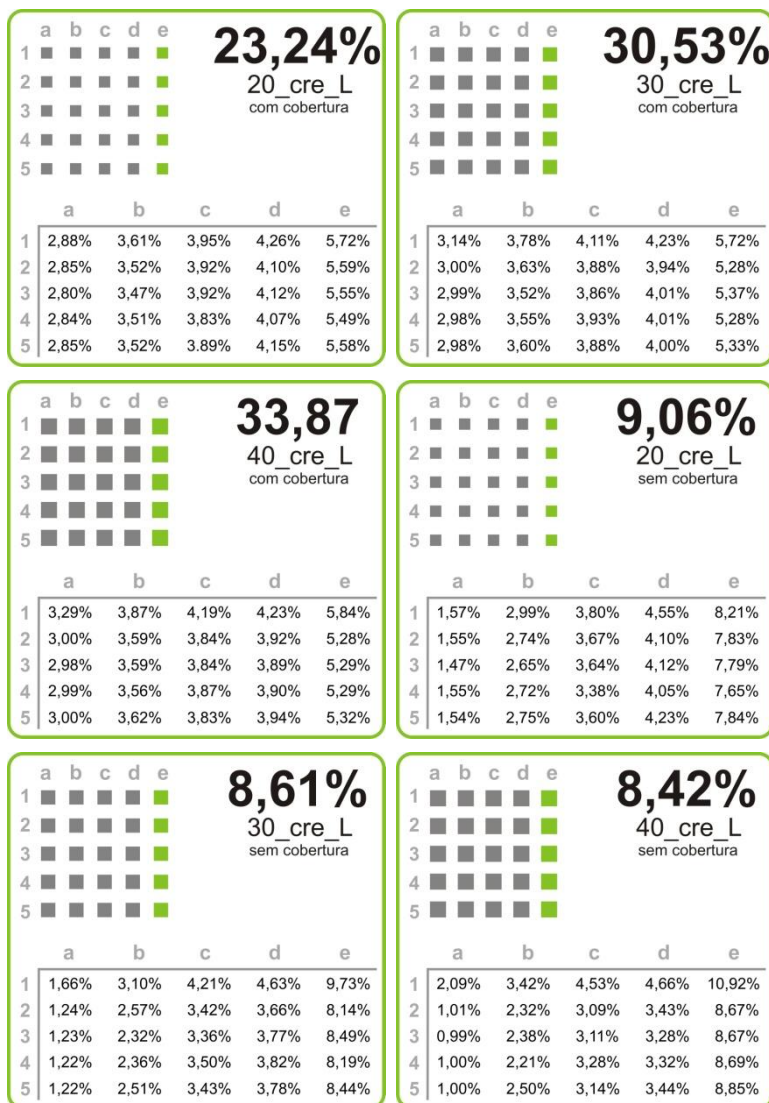 a b c d e
1
2
3
4
5
23,24%
20_cre_L
com cobertura
a b c d e
1 2,88% 3,61% 3,95% 4,26% 5,72%
2 2,85% 3,52% 3,92% 4,10% 5,59%
3 2,80% 3,47% 3,92% 4,12% 5,55%
4 2,84% 3,51% 3,83% 4,07% 5,49%
5 2,85% 3,52% 3.89% 4,15% 5,58%
a b c d e
1
2
3
4
5
30,53%
30_cre_L
com cobertura
a b c d e
1 3,14% 3,78% 4,11% 4,23% 5,72%
2 3,00% 3,63% 3,88% 3,94% 5,28%
3 2,99% 3,52% 3,86% 4,01% 5,37%
4 2,98% 3,55% 3,93% 4,01% 5,28%
5 2,98% 3,60% 3,88% 4,00% 5,33%
a b c d e
1
2
3
4
5
33,87
40_cre_L
com cobertura
a b c d e
1 3,29% 3,87% 4,19% 4,23% 5,84%
2 3,00% 3,59% 3,84% 3,92% 5,28%
3 2,98% 3,59% 3,84% 3,89% 5,29%
4 2,99% 3,56% 3,87% 3,90% 5,29%
5 3,00% 3,62% 3,83% 3,94% 5,32%
a b c d e
1
2
3
4
5
9,06%
20_cre_L
sem cobertura
a b c d e
1 1,57% 2,99% 3,80% 4,55% 8,21%
2 1,55% 2,74% 3,67% 4,10% 7,83%
3 1,47% 2,65% 3,64% 4,12% 7,79%
4 1,55% 2,72% 3,38% 4,05% 7,65%
5 1,54% 2,75% 3,60% 4,23% 7,84%
a b c d e
1
2
3
4
5
8,61%
30_cre_L
sem cobertura
a b c d e
1 1,66% 3,10% 4,21% 4,63% 9,73%
2 1,24% 2,57% 3,42% 3,66% 8,14%
3 1,23% 2,32% 3,36% 3,77% 8,49%
4 1,22% 2,36% 3,50% 3,82% 8,19%
5 1,22% 2,51% 3,43% 3,78% 8,44%
a b c d e
1
2
3
4
5
8,42%
40_cre_L
sem cobertura
a b c d e
1 2,09% 3,42% 4,53% 4,66% 10,92%
2 1,01% 2,32% 3,09% 3,43% 8,67%
3 0,99% 2,38% 3,11% 3,28% 8,67%
4 1,00% 2,21% 3,28% 3,32% 8,69%
5 1,00% 2,50% 3,14% 3,44% 8,85%